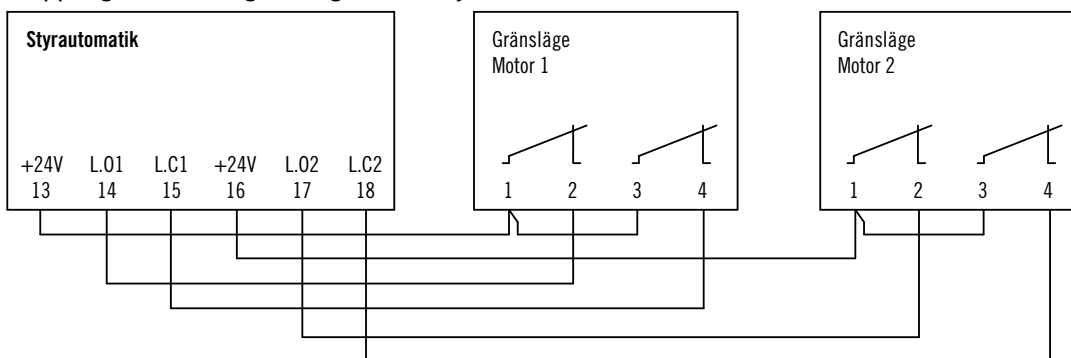 Styrautomatik
+24V L.O1 L.C1 +24V L.O2 L.C2
13 14 15 16 17 18
Gränsläge
Motor 1
1 2 3 4
Gränsläge
Motor 2
1 2 3 4